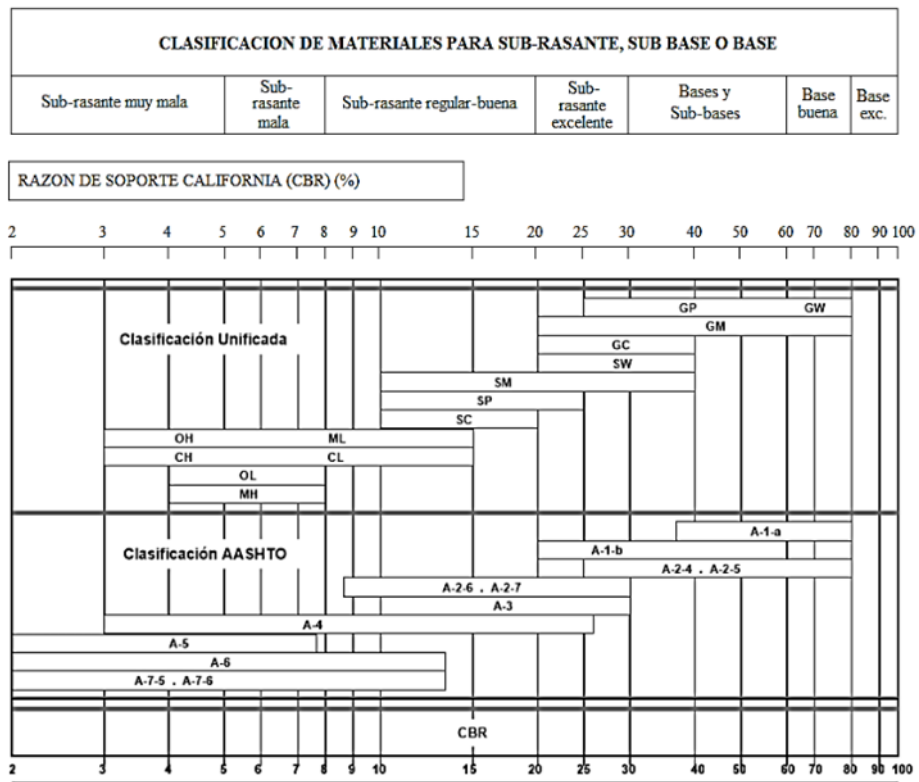 CLASIFICACION DE MATERIALES PARA SUB-RASANTE, SUB BASE O BASE
Sub-rasante muy mala
Sub-
rasante
mala
Sub-rasante regular-buena
Sub-
rasante
excelente
Bases y
Sub-bases
Base
buena
Base
exc.
RAZON DE SOPORTE CALIFORNIA (CBR) (%)
2 3 4 5 6 7 8 9 10 15 20 25 30 40 50 60 70 80 90 100
GP GW
Clasificación Unificada
GM
GC
SW
SM
SP
SC
OH ML
CH CL
OL
MH
A-1-a
Clasificación AASHTO
A-1-b
A-2-4 . A-2-5
A-2-6 . A-2-7
A-3
A-4
A-5
A-6
A-7-5 . A-7-6
CBR
2 3 4 5 6 7 8 9 10 15 20 25 30 40 50 60 70 80 90 100